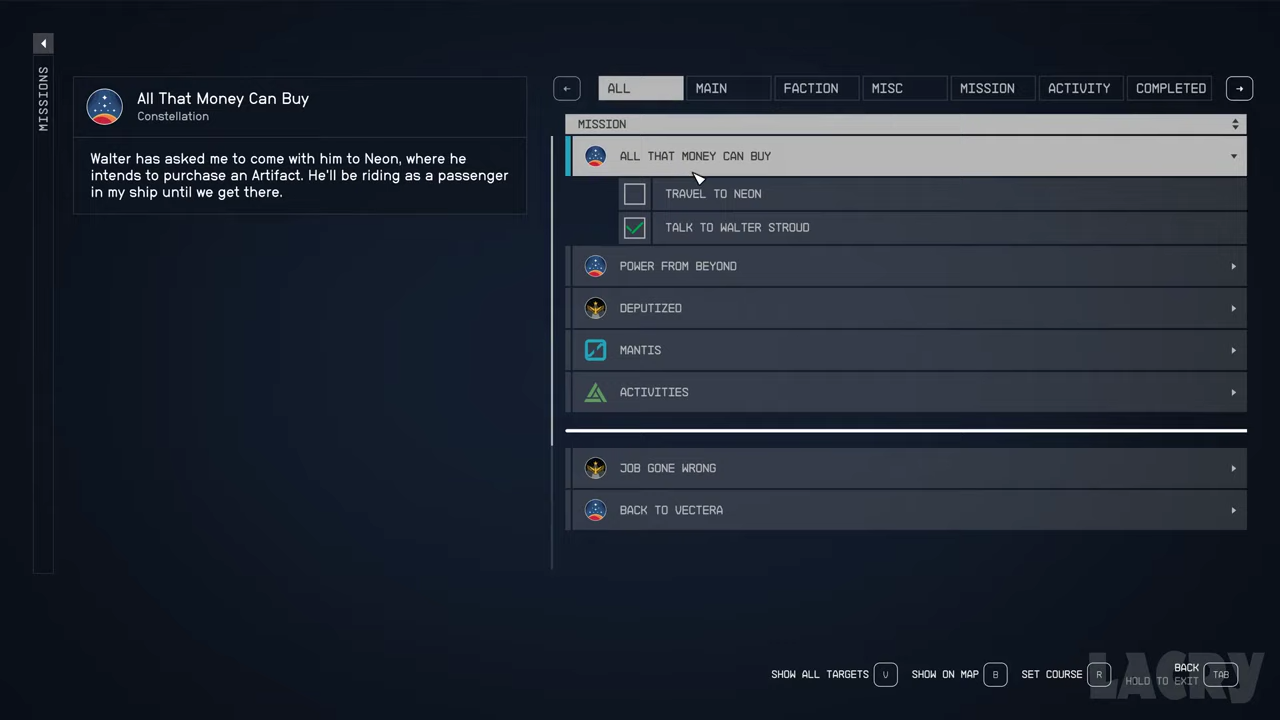 MISSIONS
All That Money Can Buy
Constellation
Walter has asked me to come with him to Neon, where he
intends to purchase an Artifact. He'll be riding as a passenger
in my ship until we get there.
ALL MAIN FACTION MISC MISSION ACTIVITY COMPLETED
MISSION
ALL THAT MONEY CAN BUY
TRAVEL TO NEON
TALK TO WALTER STROUD
POWER FROM BEYOND
DEPUTIZED
MANTIS
ACTIVITIES
JOB GONE WRONG
BACK TO VECTERA
SHOW ALL TARGETS V SHOW ON MAP B SET COURSE R BACK TAB
HOLD TO EXIT
LACRY